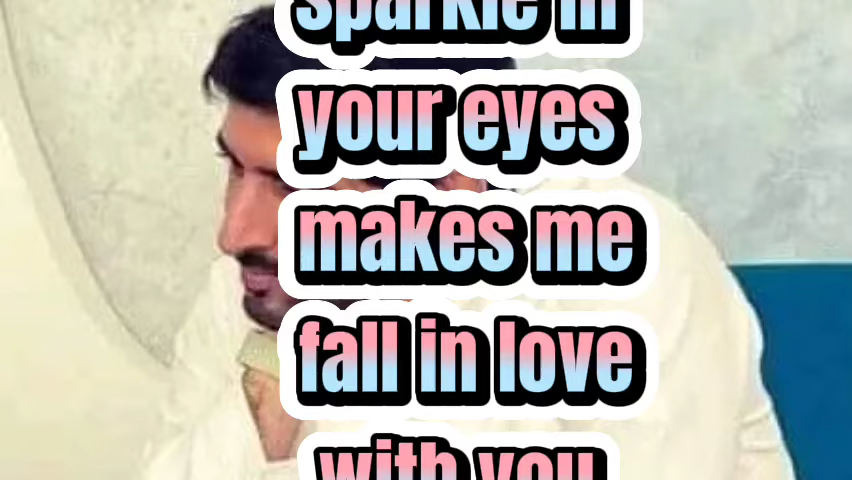 sparkle in
your eyes
makes me
fall in love
with you